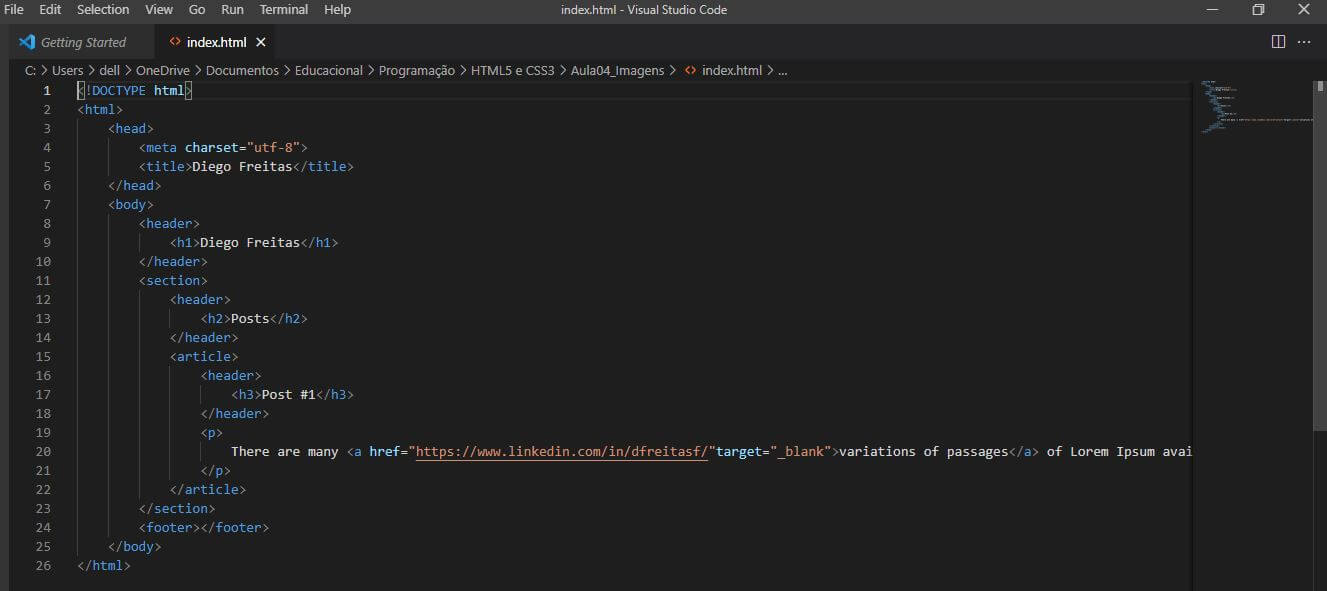 File Edit Selection View Go Run Terminal Help index.html - Visual Studio Code
Getting Started index.html
C: > Users > dell > OneDrive > Documentos > Educacional > Programação > HTML5 e CSS3 > Aula04_Imagens > index.html > ...
1 <!DOCTYPE html>
2 <html>
3 <head>
4 <meta charset="utf-8">
5 <title>Diego Freitas</title>
6 </head>
7 <body>
8 <header>
9 <h1>Diego Freitas</h1>
10 </header>
11 <section>
12 <header>
13 <h2>Posts</h2>
14 </header>
15 <article>
16 <header>
17 <h3>Post #1</h3>
18 </header>
19 <p>
20 There are many <a href="https://www.linkedin.com/in/dfreitasf/"target="_blank">variations of passages</a> of Lorem Ipsum avai
21 </p>
22 </article>
23 </section>
24 <footer></footer>
25 </body>
26 </html>